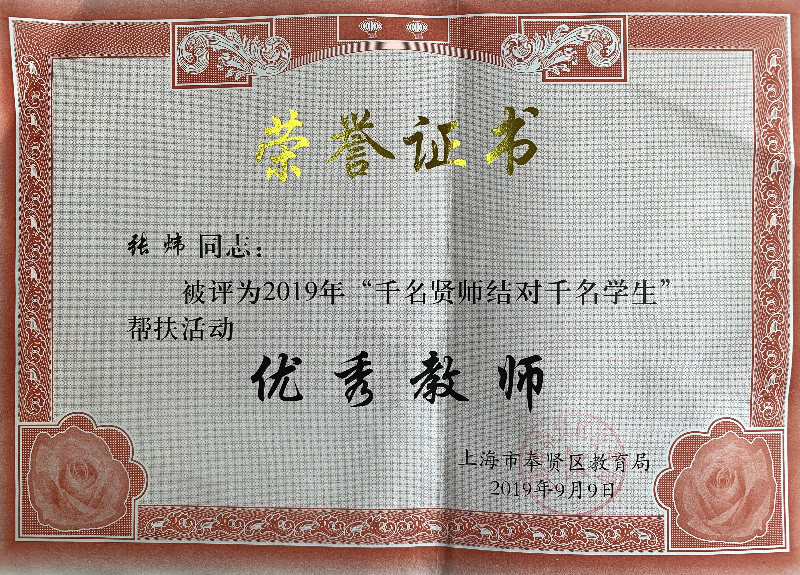 荣誉证书
张炜同志：
被评为2019年“千名贤师结对千名学生”
帮扶活动
优秀教师
上海市奉贤区教育局
2019年9月9日